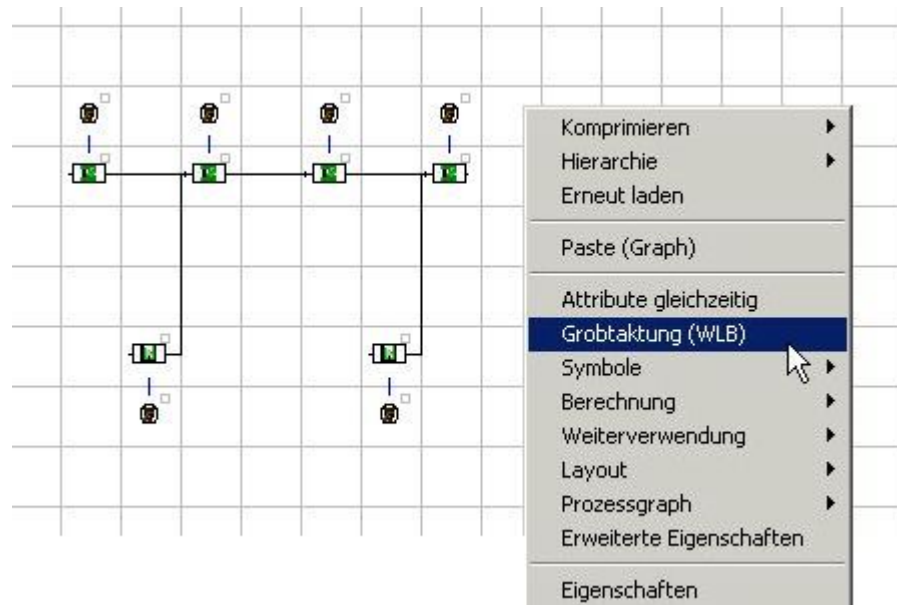 Komprimieren
Hierarchie
Erneut laden
Paste (Graph)
Attribute gleichzeitig
Grobtaktung (WLB)
Symbole
Berechnung
Weiterverwendung
Layout
Prozessgraph
Erweiterte Eigenschaften
Eigenschaften